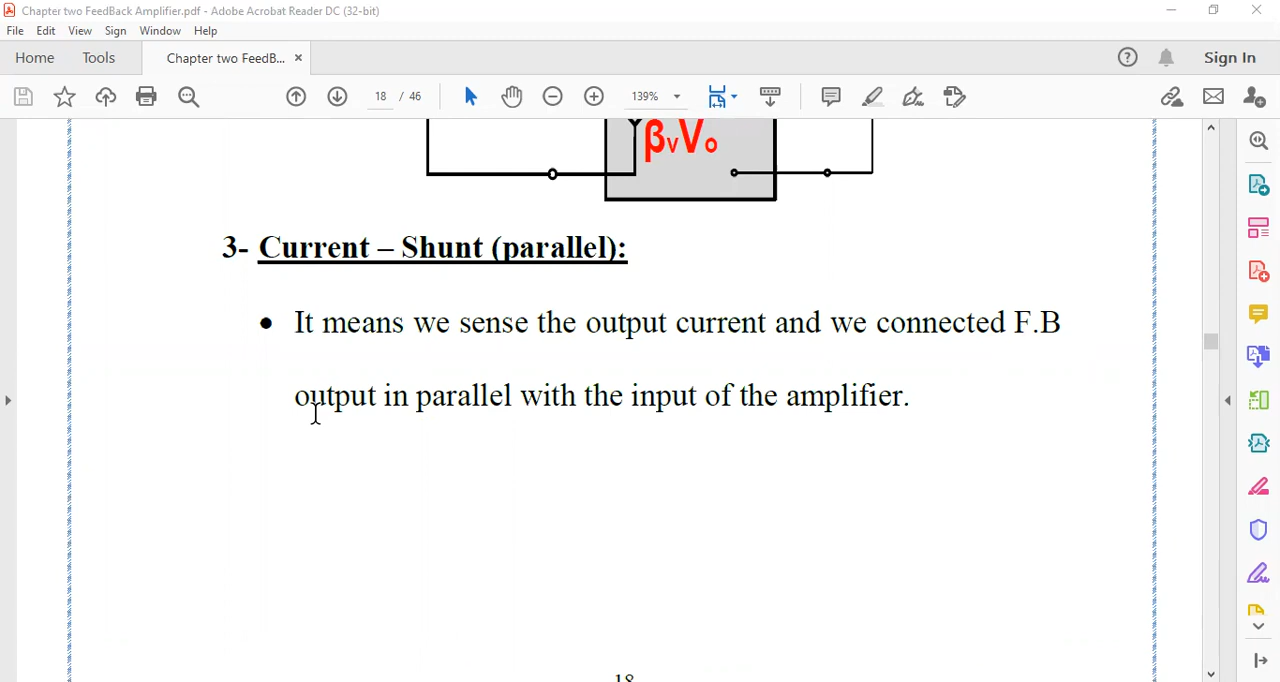 Chapter two FeedBack Amplifier.pdf - Adobe Acrobat Reader DC (32-bit)
File Edit View Sign Window Help
Home Tools Chapter two FeedB... × Sign In
18 / 46 139%
βvVo
3- Current – Shunt (parallel):
• It means we sense the output current and we connected F.B
output in parallel with the input of the amplifier.
18